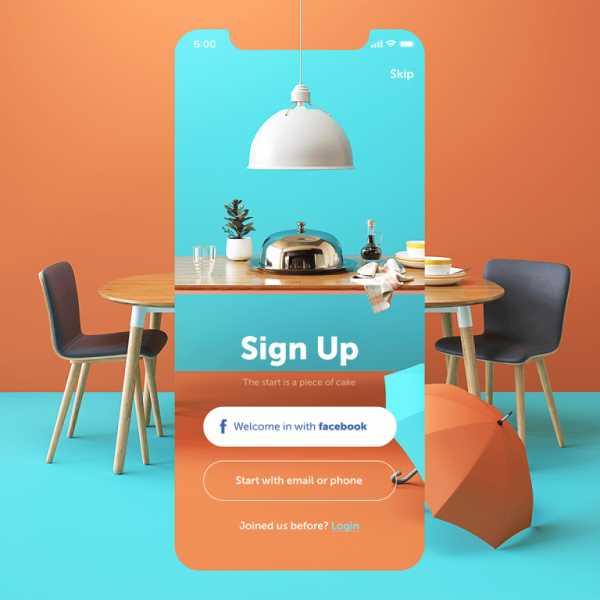 6:00
Skip
Sign Up
The start is a piece of cake
f Welcome in with facebook
Start with email or phone
Joined us before? Login